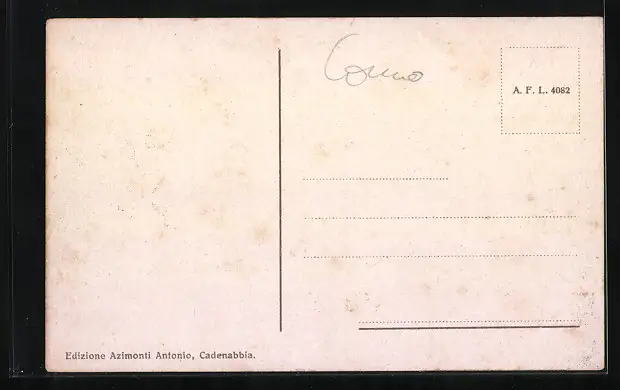 Como
A. F. L. 4082
Edizione Azimonti Antonio, Cadenabbia.